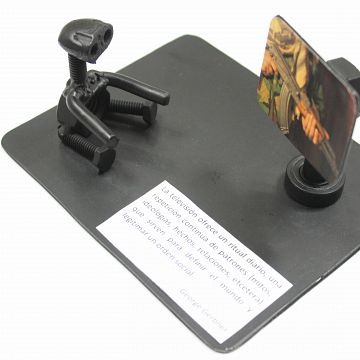 La televisión ofrece un ritual diario, una
repetición continua de patrones (mitos,
ideologías, hechos, relaciones, etcétera)
que sirven para definir el mundo y
legitimar un orden social.
George Gerbner